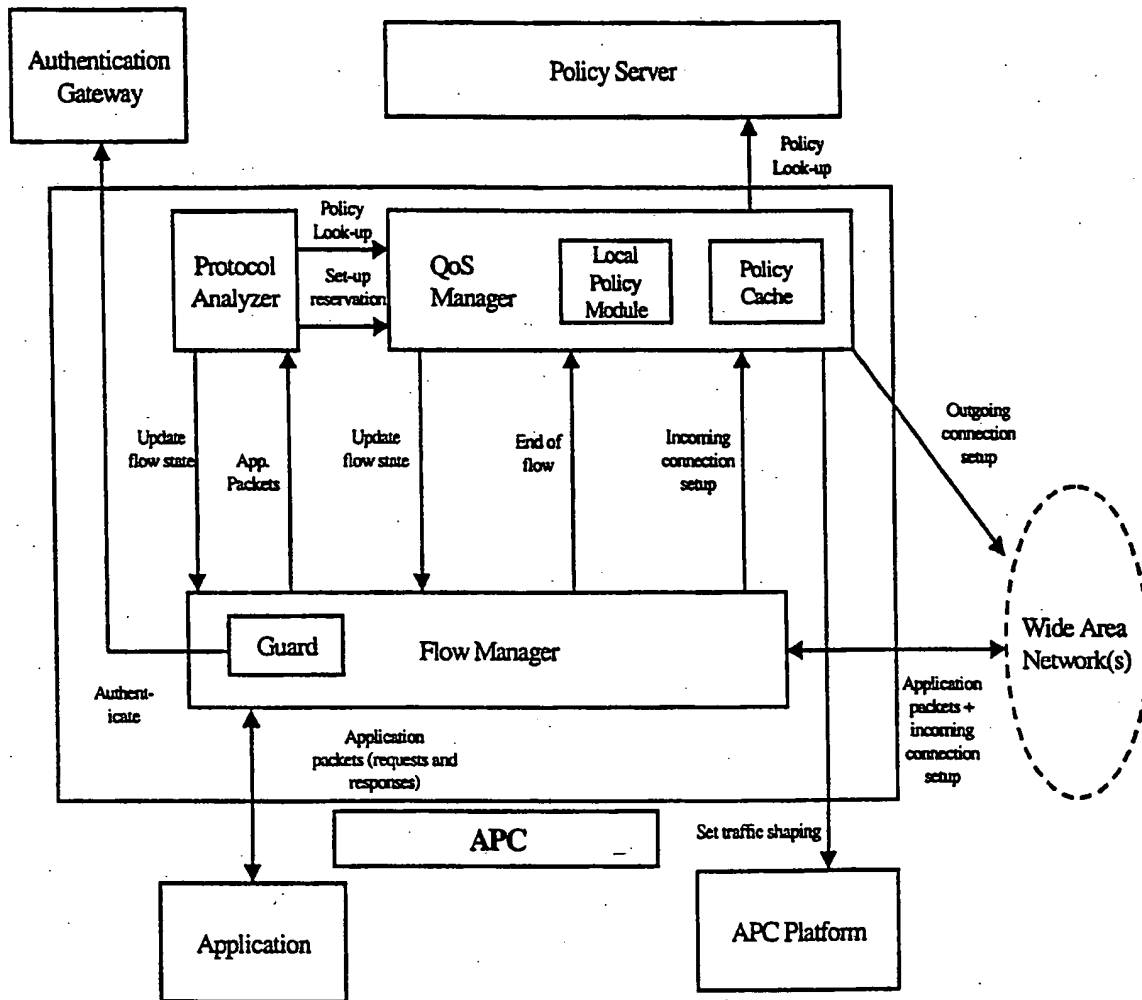 Authentication
Gateway
Policy Server
Policy
Look-up
Protocol
Analyzer
Policy
Look-up
Set-up
reservation
QoS
Manager
Local
Policy
Module
Policy
Cache
Update
flow state
App.
Packets
Update
flow state
End of
flow
Incoming
connection
setup
Outgoing
connection
setup
Guard
Flow Manager
Wide Area
Network(s)
Authent-
icate
Application
packets (requests and
responses)
Application
packets +
incoming
connection
setup
APC
Set traffic shaping
Application
APC Platform